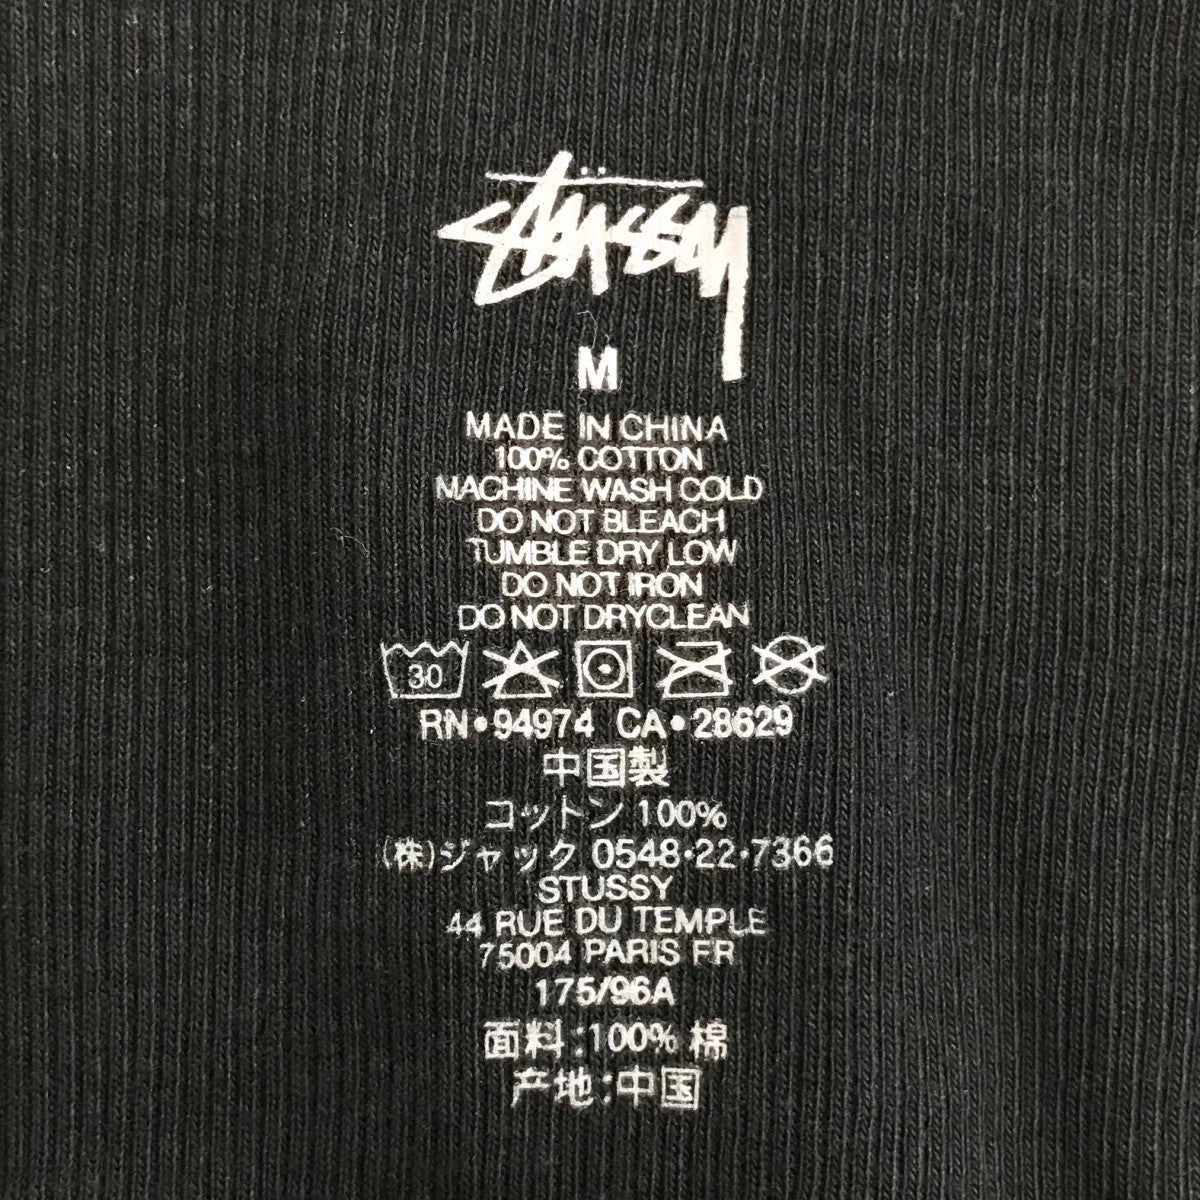 Stüssy
M
MADE IN CHINA
100% COTTON
MACHINE WASH COLD
DO NOT BLEACH
TUMBLE DRY LOW
DO NOT IRON
DO NOT DRYCLEAN
30
RN•94974 CA•28629
中国製
コットン 100%
(株)ジャック 0548·22·7366
STUSSY
44 RUE DU TEMPLE
75004 PARIS FR
175/96A
面料:100% 棉
产地:中国